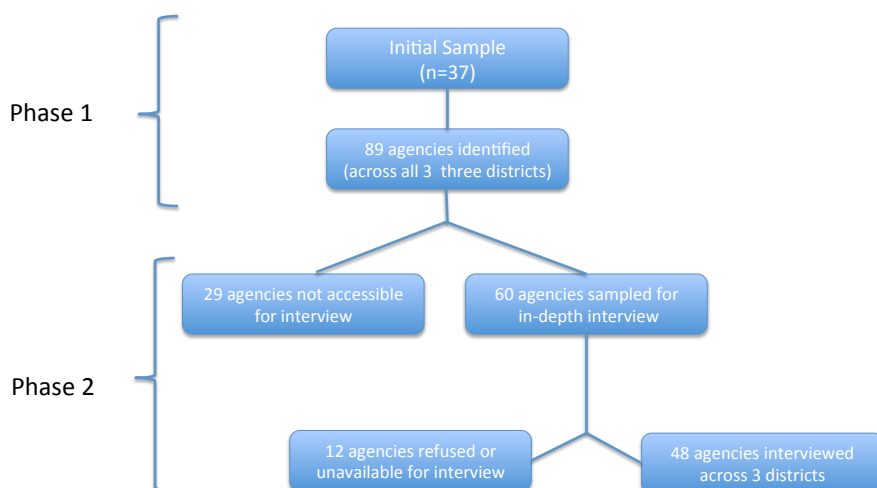 Initial Sample
(n=37)
Phase 1
89 agencies identified
(across all 3 three districts)
29 agencies not accessible
for interview
60 agencies sampled for
in-depth interview
Phase 2
12 agencies refused or
unavailable for interview
48 agencies interviewed
across 3 districts